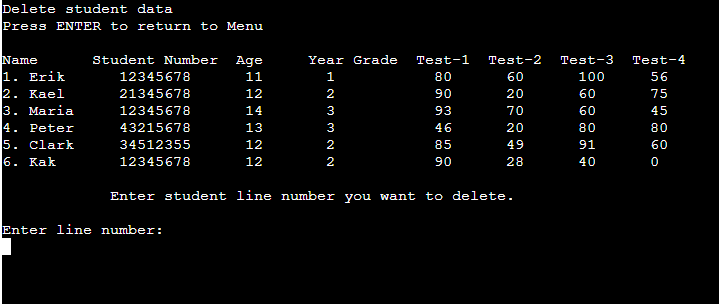 Delete student data
Press ENTER to return to Menu
Name Student Number Age Year Grade Test-1 Test-2 Test-3 Test-4
1. Erik 12345678 11 1 80 60 100 56
2. Kael 21345678 12 2 90 20 60 75
3. Maria 12345678 14 3 93 70 60 45
4. Peter 43215678 13 3 46 20 80 80
5. Clark 34512355 12 2 85 49 91 60
6. Kak 12345678 12 2 90 28 40 0
Enter student line number you want to delete.
Enter line number: